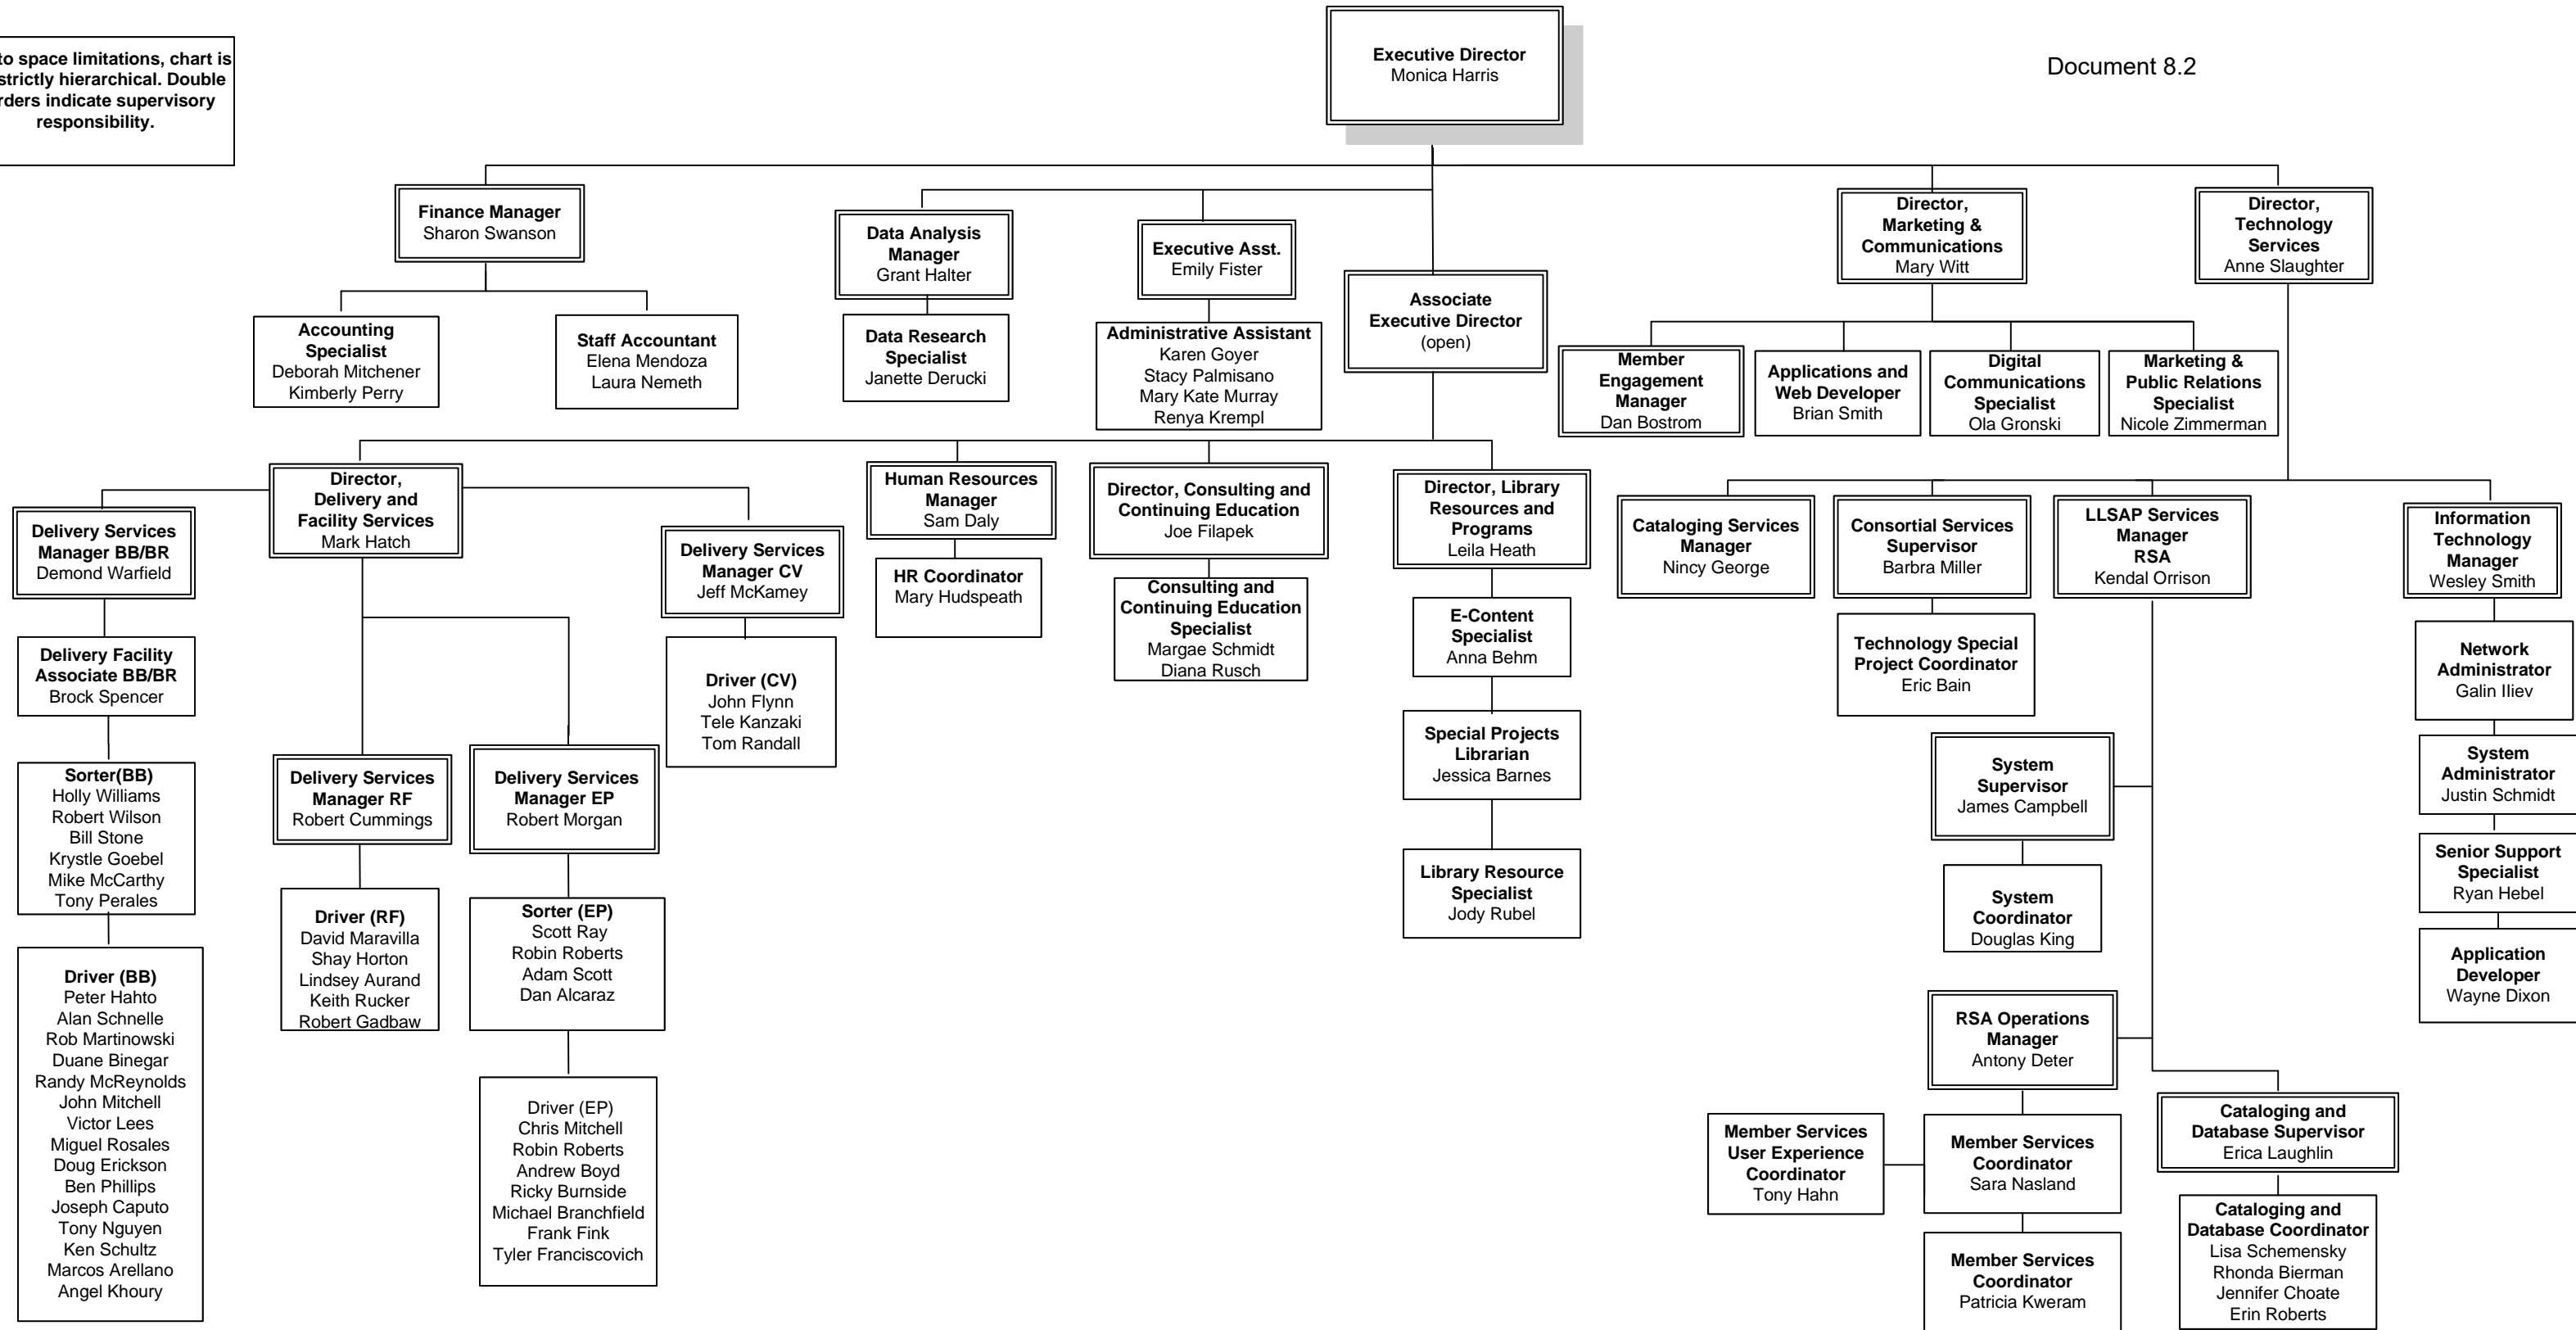 to space limitations, chart is
strictly hierarchical. Double
rders indicate supervisory
responsibility.
Executive Director
Monica Harris
Document 8.2
Finance Manager
Sharon Swanson
Data Analysis
Manager
Grant Halter
Executive Asst.
Emily Fister
Associate
Executive Director
(open)
Director,
Marketing &
Communications
Mary Witt
Director,
Technology
Services
Anne Slaughter
Accounting
Specialist
Deborah Mitchener
Kimberly Perry
Staff Accountant
Elena Mendoza
Laura Nemeth
Data Research
Specialist
Janette Derucki
Administrative Assistant
Karen Goyer
Stacy Palmisano
Mary Kate Murray
Renya Krempl
Member
Engagement
Manager
Dan Bostrom
Applications and
Web Developer
Brian Smith
Digital
Communications
Specialist
Ola Gronski
Marketing &
Public Relations
Specialist
Nicole Zimmerman
Delivery Services
Manager BB/BR
Demond Warfield
Director,
Delivery and
Facility Services
Mark Hatch
Delivery Services
Manager CV
Jeff McKamey
Human Resources
Manager
Sam Daly
Director, Consulting and
Continuing Education
Joe Filapek
Director, Library
Resources and
Programs
Leila Heath
Cataloging Services
Manager
Nincy George
Consortial Services
Supervisor
Barbra Miller
LLSAP Services
Manager
RSA
Kendal Orrison
Information
Technology
Manager
Wesley Smith
Delivery Facility
Associate BB/BR
Brock Spencer
Driver (CV)
John Flynn
Tele Kanzaki
Tom Randall
HR Coordinator
Mary Hudspeath
Consulting and
Continuing Education
Specialist
Margae Schmidt
Diana Rusch
E-Content
Specialist
Anna Behm
Technology Special
Project Coordinator
Eric Bain
Network
Administrator
Galin Iliev
Sorter(BB)
Holly Williams
Robert Wilson
Bill Stone
Krystle Goebel
Mike McCarthy
Tony Perales
Delivery Services
Manager RF
Robert Cummings
Delivery Services
Manager EP
Robert Morgan
Special Projects
Librarian
Jessica Barnes
System
Supervisor
James Campbell
System
Administrator
Justin Schmidt
Driver (RF)
David Maravilla
Shay Horton
Lindsey Aurand
Keith Rucker
Robert Gadbaw
Sorter (EP)
Scott Ray
Robin Roberts
Adam Scott
Dan Alcaraz
Library Resource
Specialist
Jody Rubel
System
Coordinator
Douglas King
Senior Support
Specialist
Ryan Hebel
Application
Developer
Wayne Dixon
Driver (BB)
Peter Hahto
Alan Schnelle
Rob Martinowski
Duane Binegar
Randy McReynolds
John Mitchell
Victor Lees
Miguel Rosales
Doug Erickson
Ben Phillips
Joseph Caputo
Tony Nguyen
Ken Schultz
Marcos Arellano
Angel Khoury
Driver (EP)
Chris Mitchell
Robin Roberts
Andrew Boyd
Ricky Burnside
Michael Branchfield
Frank Fink
Tyler Franciscovich
RSA Operations
Manager
Antony Deter
Member Services
User Experience
Coordinator
Tony Hahn
Member Services
Coordinator
Sara Nasland
Cataloging and
Database Supervisor
Erica Laughlin
Member Services
Coordinator
Patricia Kweram
Cataloging and
Database Coordinator
Lisa Schemensky
Rhonda Bierman
Jennifer Choate
Erin Roberts